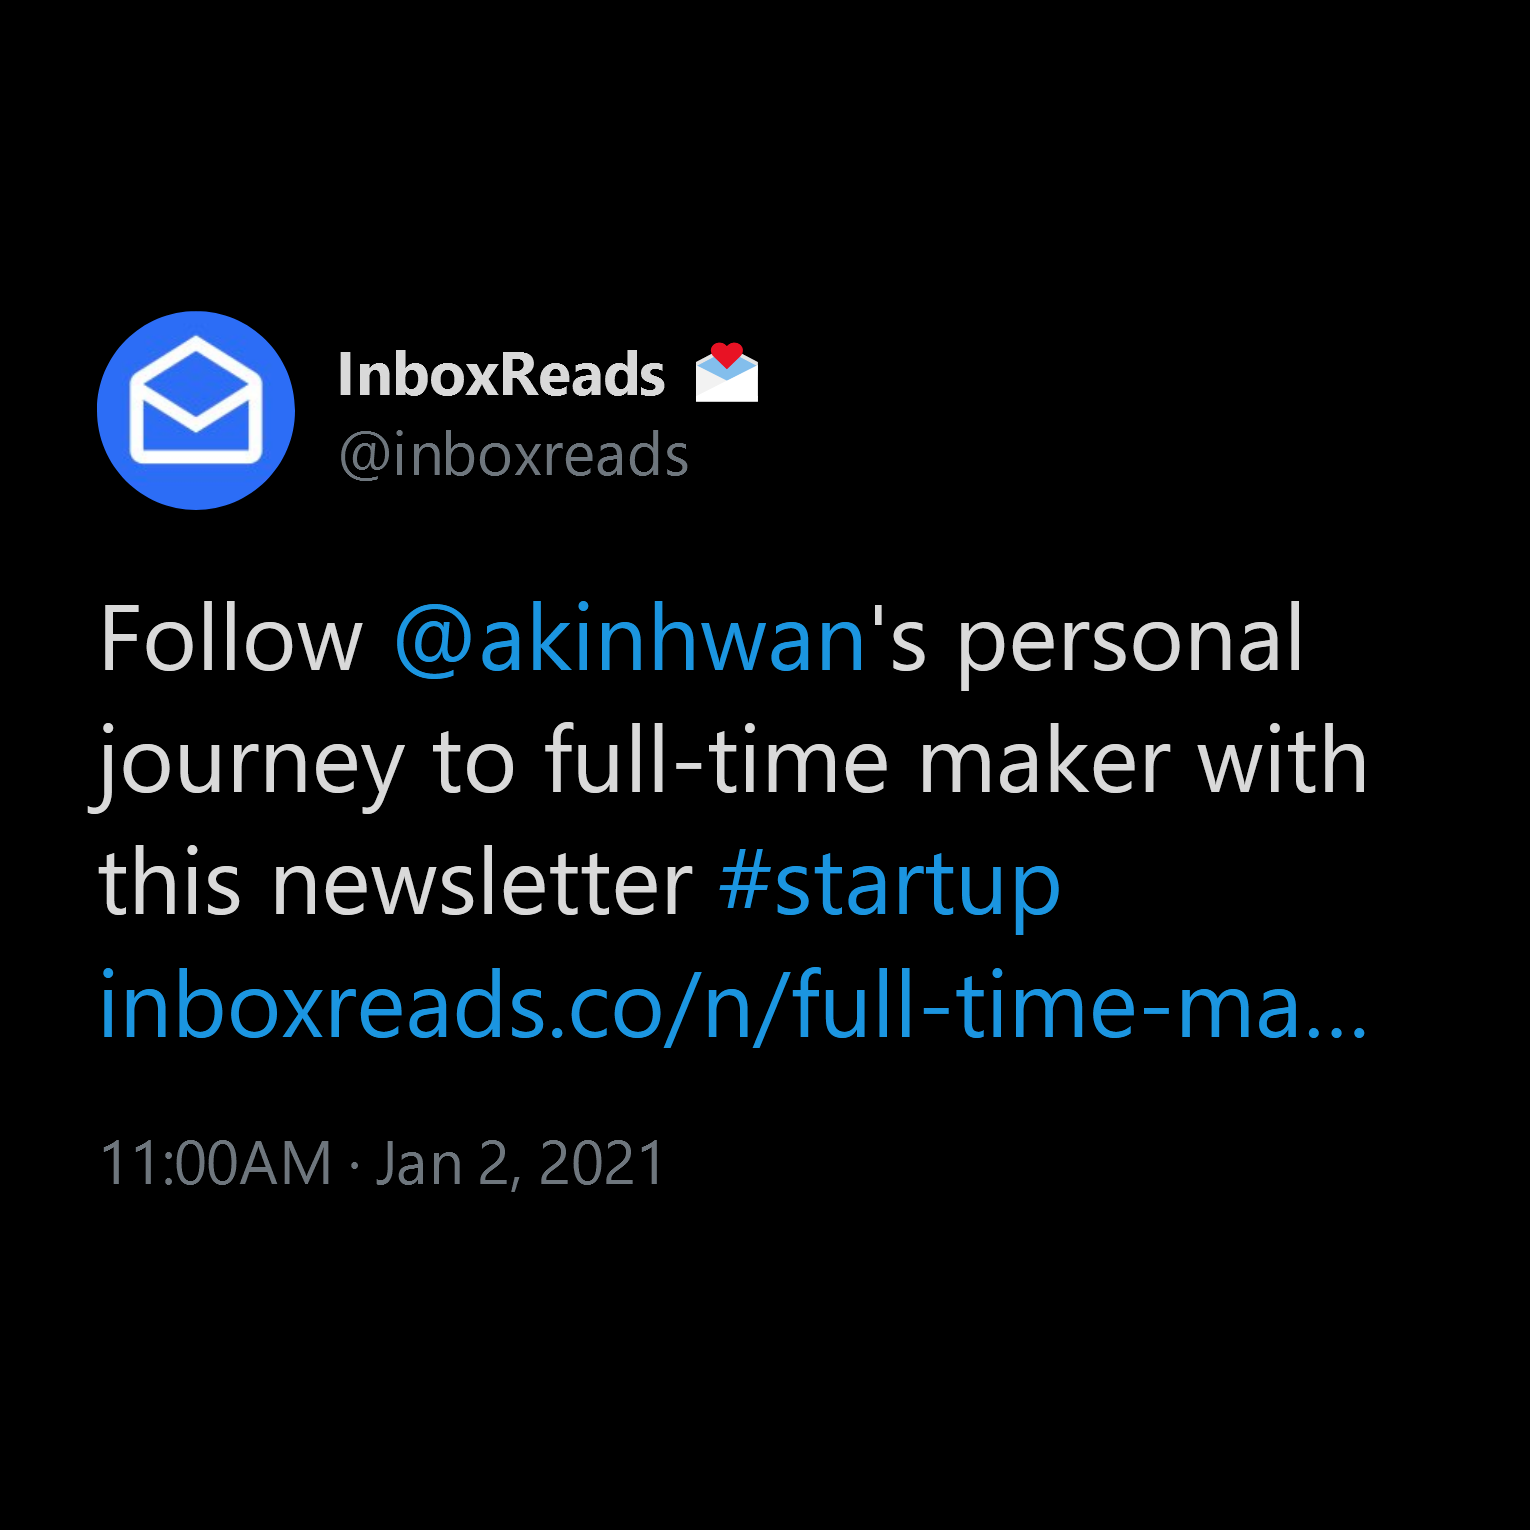 InboxReads 💌
@inboxreads
Follow @akinhwan's personal
journey to full-time maker with
this newsletter #startup
inboxreads.co/n/full-time-ma...
11:00AM · Jan 2, 2021